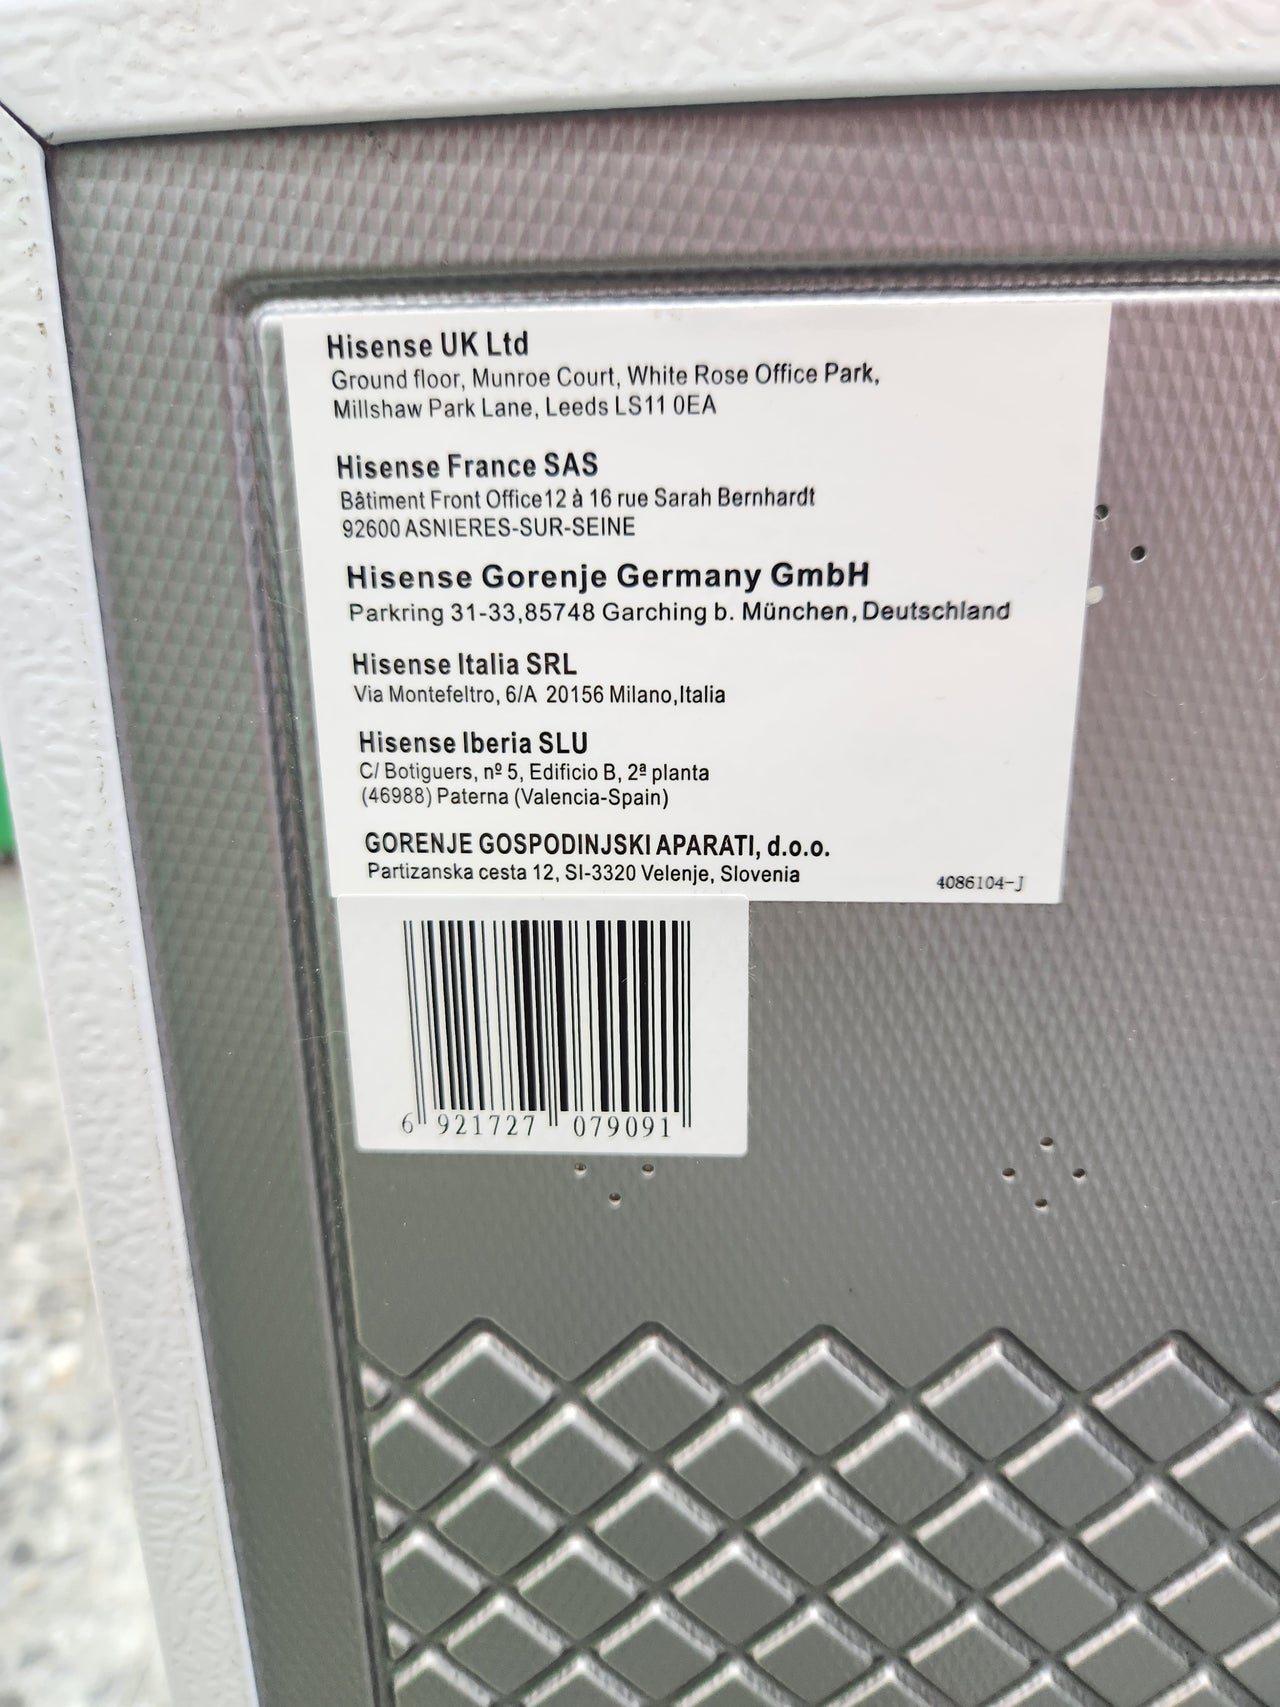 Hisense UK Ltd
Ground floor, Munroe Court, White Rose Office Park,
Millshaw Park Lane, Leeds LS11 0EA
Hisense France SAS
Bâtiment Front Office12 à 16 rue Sarah Bernhardt
92600 ASNIERES-SUR-SEINE
Hisense Gorenje Germany GmbH
Parkring 31-33,85748 Garching b. München, Deutschland
Hisense Italia SRL
Via Montefeltro, 6/A 20156 Milano,Italia
Hisense Iberia SLU
C/ Botiguers, nº 5, Edificio B, 2ª planta
(46988) Paterna (Valencia-Spain)
GORENJE GOSPODINJSKI APARATI, d.o.o.
Partizanska cesta 12, SI-3320 Velenje, Slovenia
4086104-J
6 921727 079091